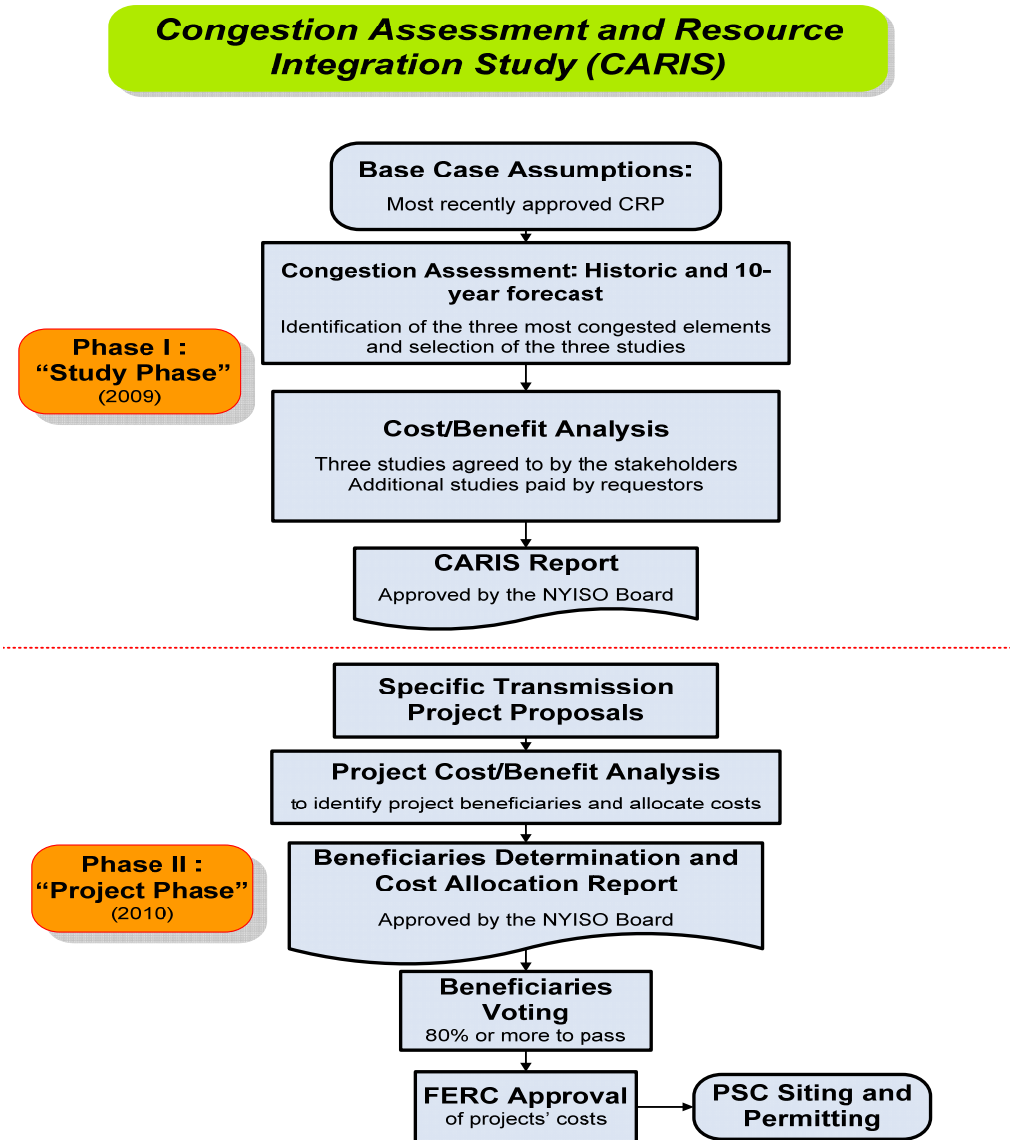 Congestion Assessment and Resource
Integration Study (CARIS)
Base Case Assumptions:
Most recently approved CRP
Congestion Assessment: Historic and 10-
year forecast
Identification of the three most congested elements
and selection of the three studies
Phase I :
“Study Phase”
(2009)
Cost/Benefit Analysis
Three studies agreed to by the stakeholders
Additional studies paid by requestors
CARIS Report
Approved by the NYISO Board
Specific Transmission
Project Proposals
Project Cost/Benefit Analysis
to identify project beneficiaries and allocate costs
Phase II :
“Project Phase”
(2010)
Beneficiaries Determination and
Cost Allocation Report
Approved by the NYISO Board
Beneficiaries
Voting
80% or more to pass
FERC Approval
of projects’ costs
PSC Siting and
Permitting